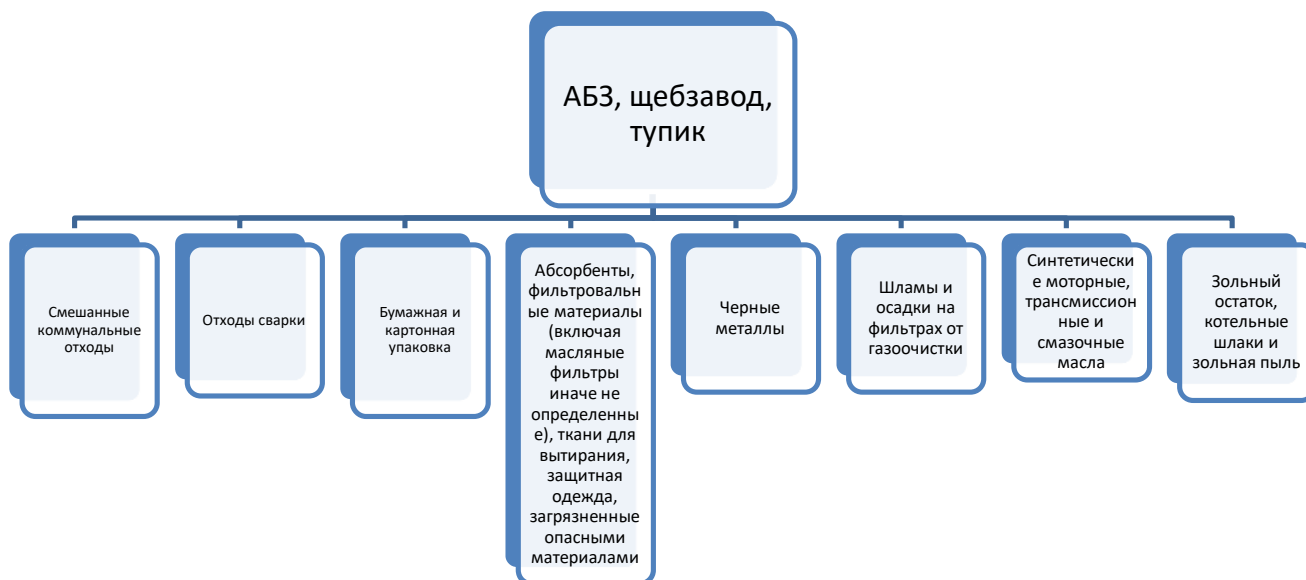 АБЗ, щебзавод,
тупик
Смешанные
коммунальные
отходы
Отходы сварки
Бумажная и
картонная
упаковка
Абсорбенты,
фильтровальн
ые материалы
(включая
масляные
фильтры
иначе не
определенны
е), ткани для
вытирания,
защитная
одежда,
загрязненные
опасными
материалами
Черные
металлы
Шламы и
осадки на
фильтрах от
газоочистки
Синтетически
е моторные,
трансмиссион
ные и
смазочные
масла
Зольный
остаток,
котельные
шлаки и
зольная пыль